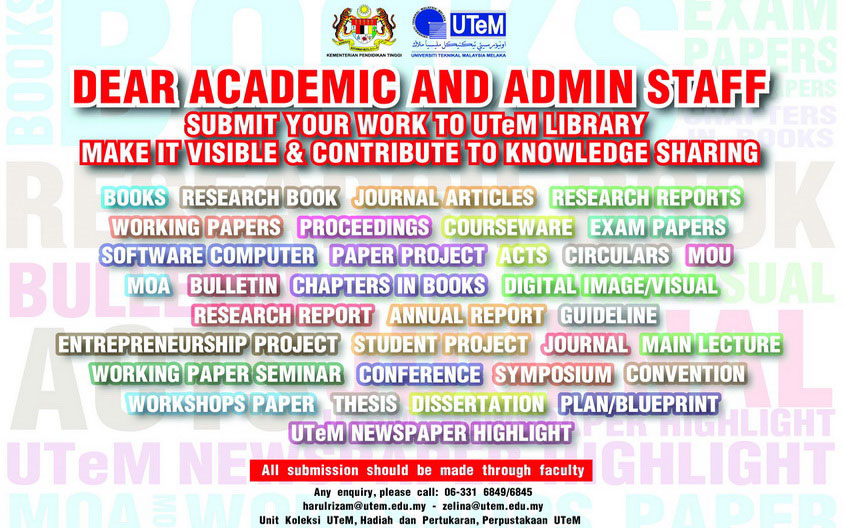 KEMENTERIAN PENDIDIKAN TINGGI
UTeM
اونيۏرسيتي تيكنيكل مليسيا ملاك
UNIVERSITI TEKNIKAL MALAYSIA MELAKA
DEAR ACADEMIC AND ADMIN STAFF
SUBMIT YOUR WORK TO UTeM LIBRARY
MAKE IT VISIBLE & CONTRIBUTE TO KNOWLEDGE SHARING
BOOKS RESEARCH BOOK JOURNAL ARTICLES RESEARCH REPORTS
WORKING PAPERS PROCEEDINGS COURSEWARE EXAM PAPERS
SOFTWARE COMPUTER PAPER PROJECT ACTS CIRCULARS MOU
MOA BULLETIN CHAPTERS IN BOOKS DIGITAL IMAGE/VISUAL
RESEARCH REPORT ANNUAL REPORT GUIDELINE
ENTREPRENEURSHIP PROJECT STUDENT PROJECT JOURNAL MAIN LECTURE
WORKING PAPER SEMINAR CONFERENCE SYMPOSIUM CONVENTION
WORKSHOPS PAPER THESIS DISSERTATION PLAN/BLUEPRINT
UTeM NEWSPAPER HIGHLIGHT
All submission should be made through faculty
Any enquiry, please call: 06-331 6849/6845
harulrizam@utem.edu.my - zelina@utem.edu.my
Unit Koleksi UTeM, Hadiah dan Pertukaran, Perpustakaan UTeM